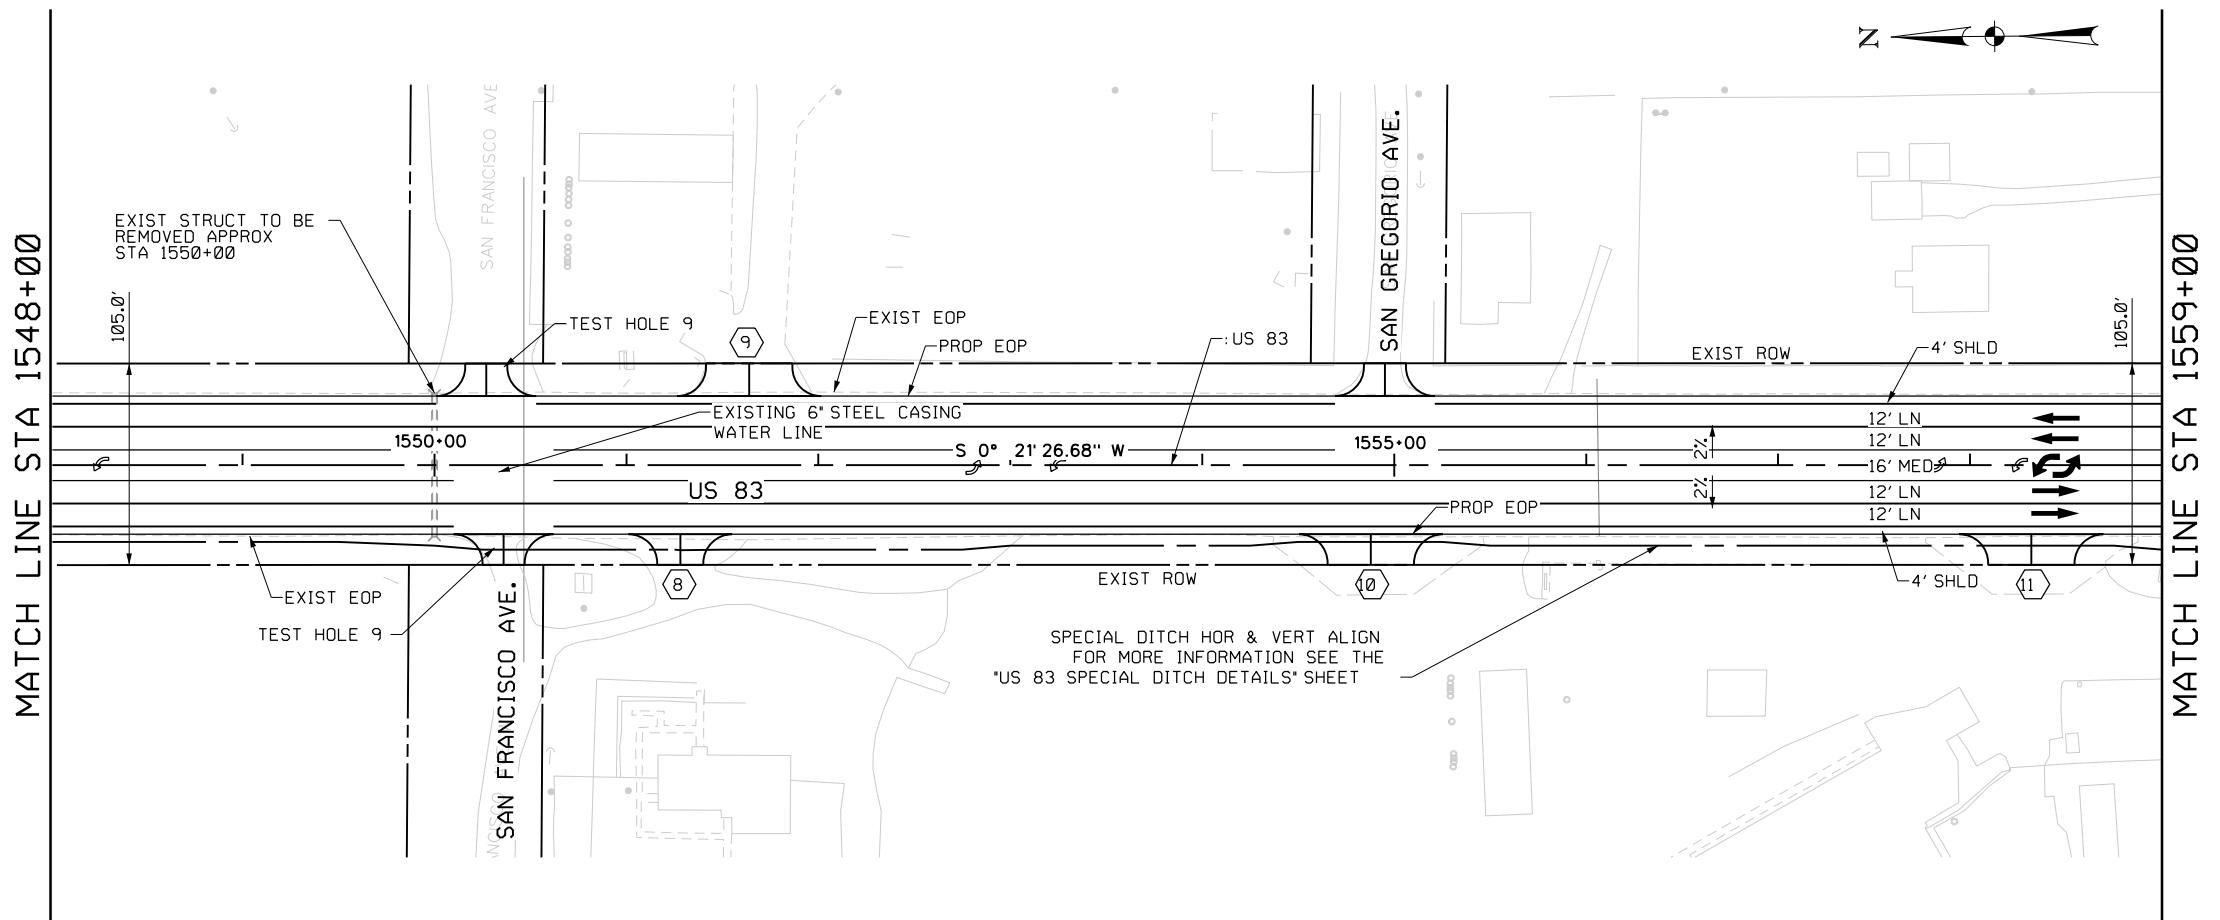 N
MATCH LINE STA 1548+00
MATCH LINE STA 1559+00
SAN FRANCISCO AVE
SAN GREGORIO AVE.
EXIST STRUCT TO BE
REMOVED APPROX
STA 1550+00
105.0'
105.0'
TEST HOLE 9
9
EXIST EOP
PROP EOP
US 83
EXIST ROW
4' SHLD
EXISTING 6" STEEL CASING
WATER LINE
1550+00
S 0° 21' 26.68" W
1555+00
12' LN
12' LN
16' MED
12' LN
12' LN
2%
2%
US 83
PROP EOP
EXIST EOP
TEST HOLE 9
SAN FRANCISCO AVE.
8
EXIST ROW
10
4' SHLD
11
SPECIAL DITCH HOR & VERT ALIGN
FOR MORE INFORMATION SEE THE
"US 83 SPECIAL DITCH DETAILS" SHEET